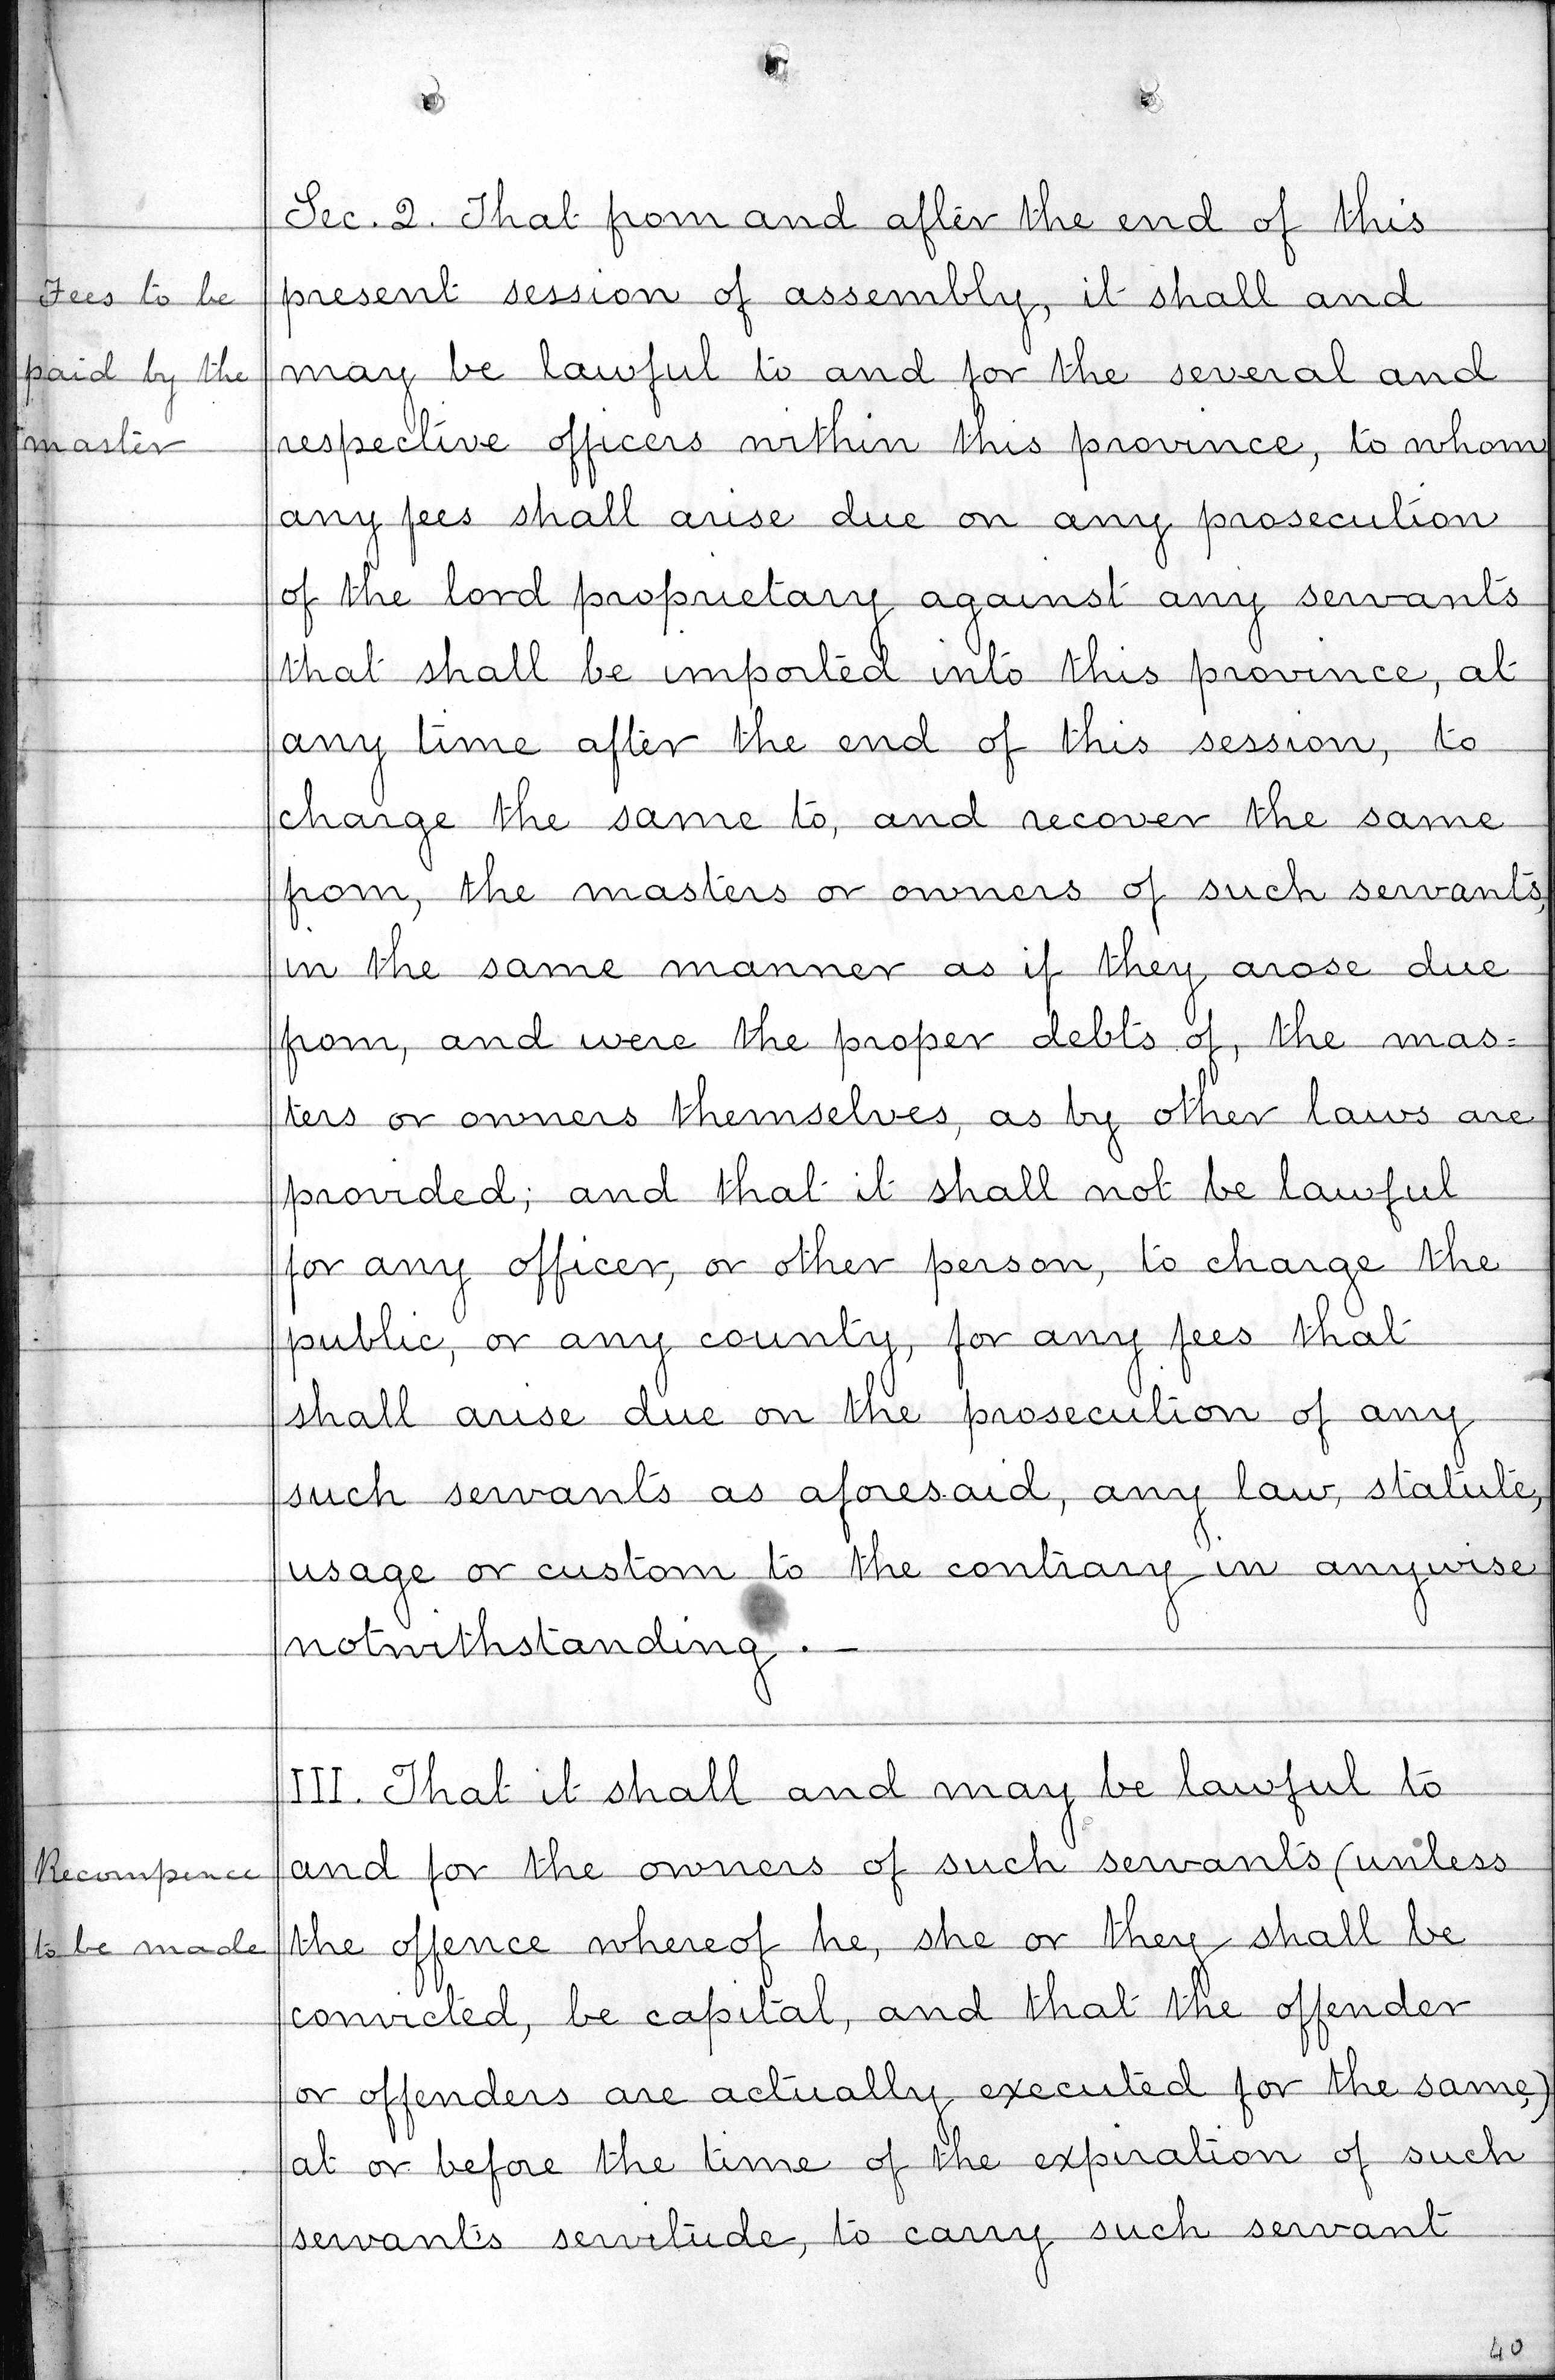 Sec. 2. That from and after the end of this
Fees to be
present session of assembly, it shall and
paid by the
may be lawful to and for the several and
master
respective officers within this province, to whom
any fees shall arise due on any prosecution
of the lord proprietary against any servants
that shall be imported into this province, at
any time after the end of this session, to
charge the same to, and recover the same
from, the masters or owners of such servants,
in the same manner as if they arose due
from, and were the proper debts of, the mas=
ters or owners themselves, as by other laws are
provided; and that it shall not be lawful
for any officer, or other person, to charge the
public, or any county, for any fees that
shall arise due on the prosecution of any
such servants as aforesaid, any law, statute,
usage or custom to the contrary in anywise
notwithstanding. —
III. That it shall and may be lawful to
Recompence
and for the owners of such servants (unless
to be made
the offence whereof he, she or they shall be
convicted, be capital, and that the offender
or offenders are actually executed for the same,)
at or before the time of the expiration of such
servant's servitude, to carry such servant
40